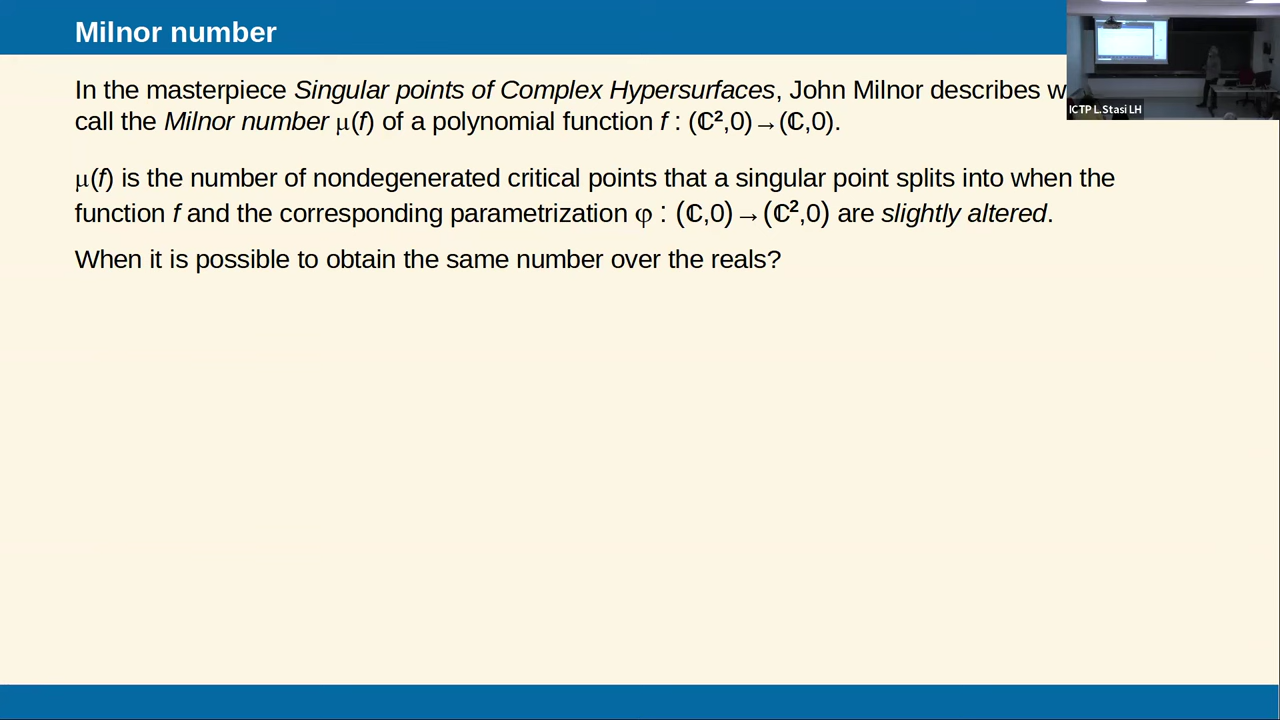 Milnor number
In the masterpiece Singular points of Complex Hypersurfaces, John Milnor describes
call the Milnor number μ(f) of a polynomial function f : (ℂ²,0)→(ℂ,0).
ICTP L.Stasi LH
μ(f) is the number of nondegenerated critical points that a singular point splits into when the
function f and the corresponding parametrization φ : (ℂ,0)→(ℂ²,0) are slightly altered.
When it is possible to obtain the same number over the reals?